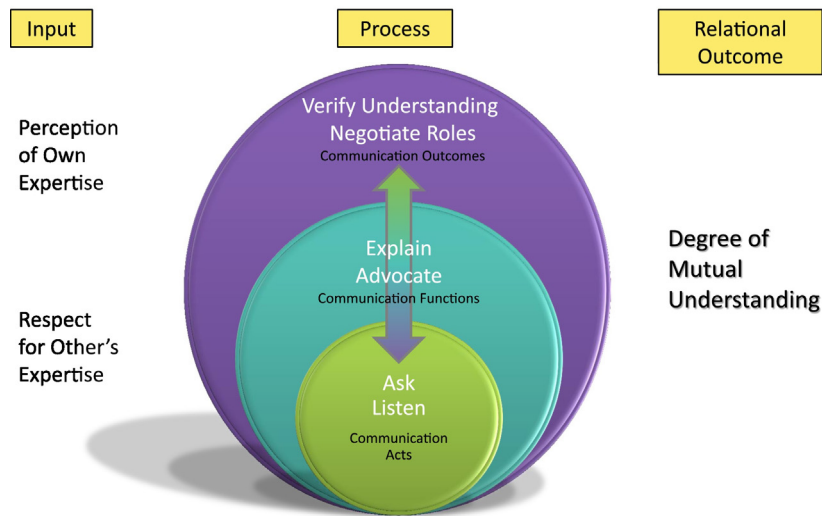 Input
Process
Relational
Outcome
Perception
of Own
Expertise
Respect
for Other's
Expertise
Verify Understanding
Negotiate Roles
Communication Outcomes
Explain
Advocate
Communication Functions
Ask
Listen
Communication
Acts
Degree of
Mutual
Understanding